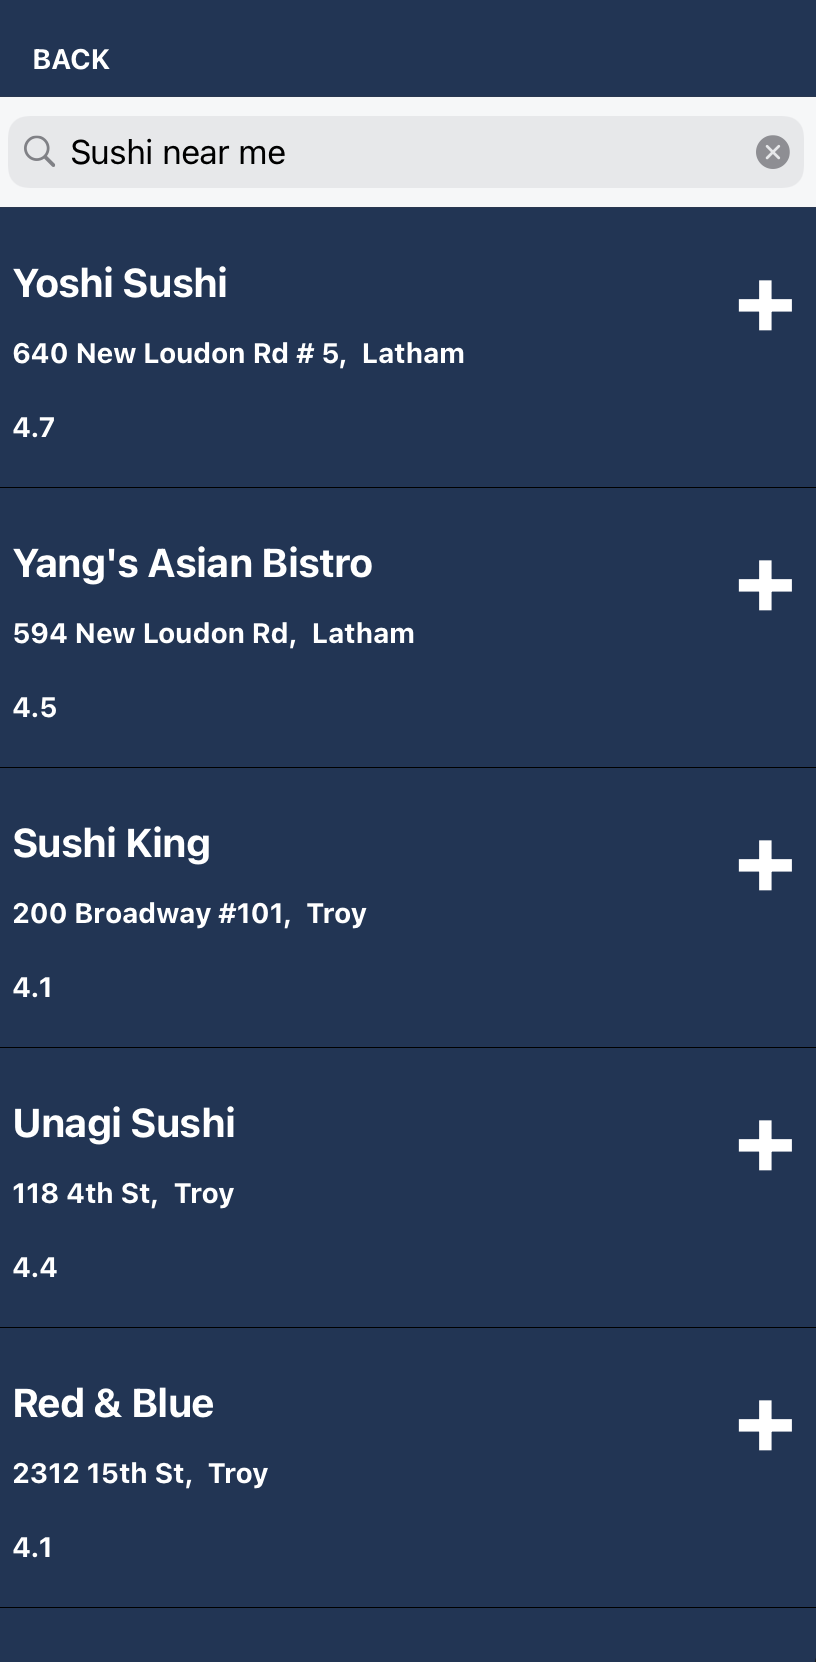 BACK
Sushi near me
Yoshi Sushi
640 New Loudon Rd # 5,  Latham
4.7
Yang's Asian Bistro
594 New Loudon Rd,  Latham
4.5
Sushi King
200 Broadway #101,  Troy
4.1
Unagi Sushi
118 4th St,  Troy
4.4
Red & Blue
2312 15th St,  Troy
4.1